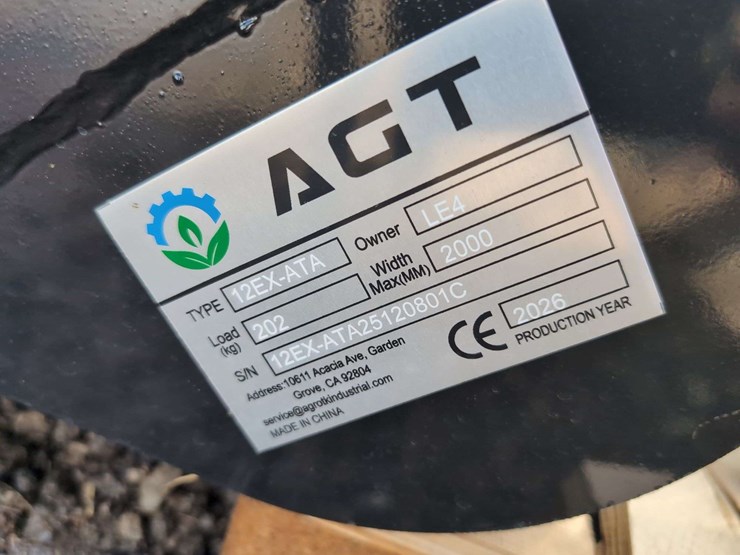 AGT
TYPE 12EX-ATA Owner LE4
Load (kg) 202 Width Max(MM) 2000
S/N 12EX-ATA25120801C
Address:10611 Acacia Ave, Garden
Grove, CA 92804
service@agrotkindustrial.com
MADE IN CHINA
CE 2026
PRODUCTION YEAR